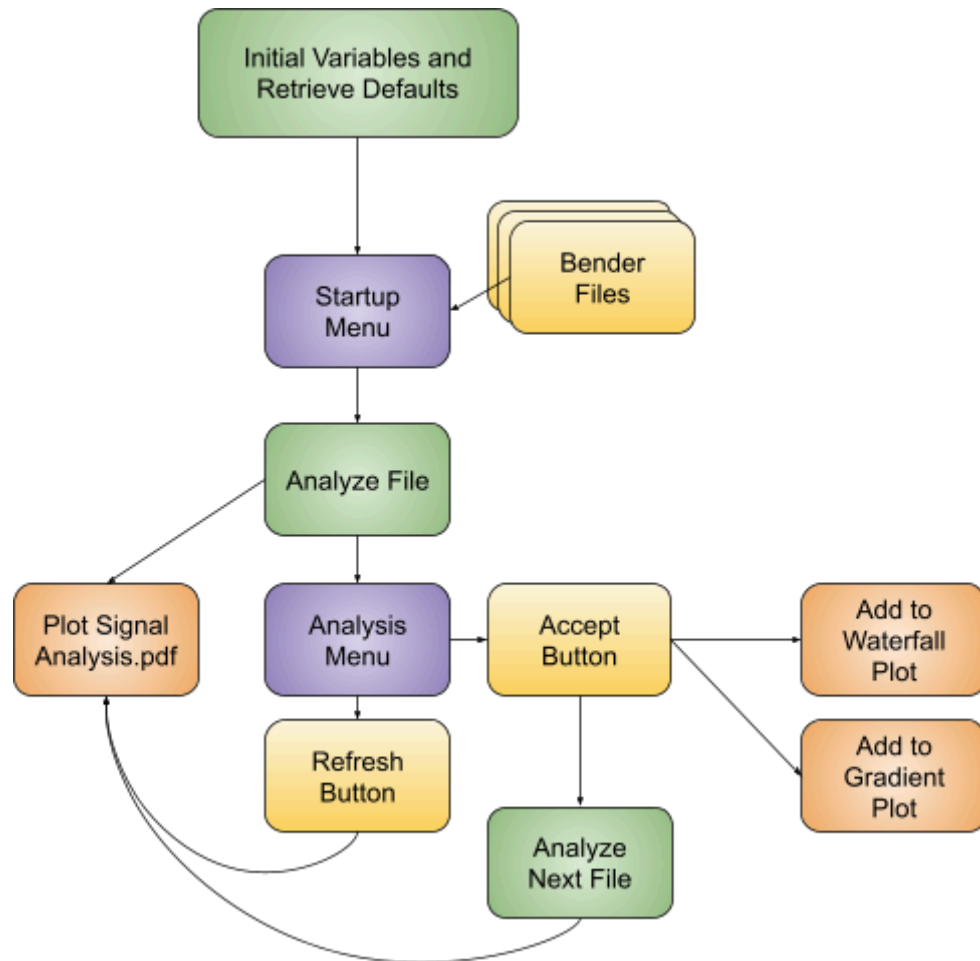 Initial Variables and
Retrieve Defaults
Bender
Files
Startup
Menu
Analyze File
Plot Signal
Analysis.pdf
Analysis
Menu
Accept
Button
Add to
Waterfall
Plot
Refresh
Button
Add to
Gradient
Plot
Analyze
Next File